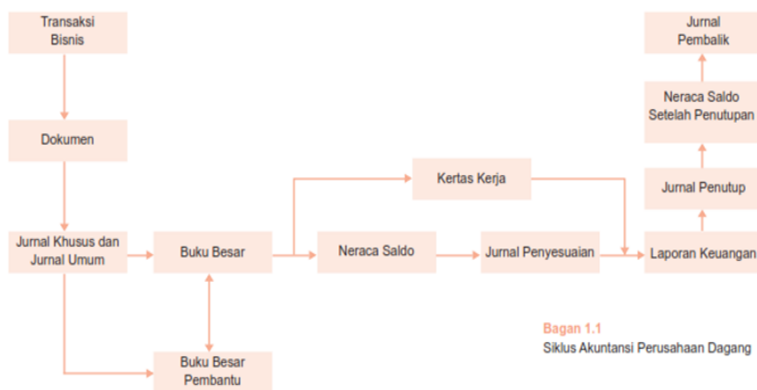 Transaksi
Bisnis
Dokumen
Jurnal Khusus dan
Jurnal Umum
Buku Besar
Buku Besar
Pembantu
Kertas Kerja
Neraca Saldo
Jurnal Penyesuaian
Laporan Keuangan
Jurnal Penutup
Neraca Saldo
Setelah Penutupan
Jurnal
Pembalik
Bagan 1.1
Siklus Akuntansi Perusahaan Dagang